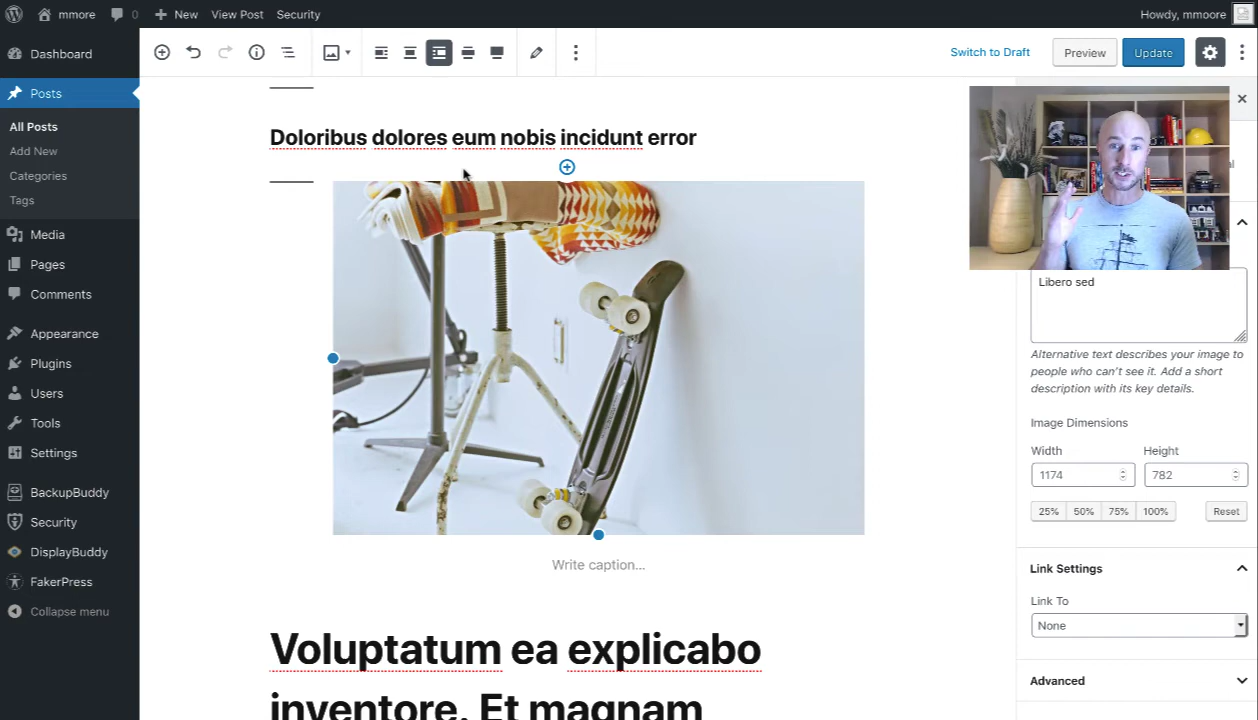 mmore
0
New
View Post
Security
Howdy, mmoore
Dashboard
Posts
All Posts
Add New
Categories
Tags
Media
Pages
Comments
Appearance
Plugins
Users
Tools
Settings
BackupBuddy
Security
DisplayBuddy
FakerPress
Collapse menu
Switch to Draft
Preview
Update
Doloribus dolores eum nobis incidunt error
Write caption...
Voluptatum ea explicabo
inventore. Et magnam
Libero sed
Alternative text describes your image to
people who can't see it. Add a short
description with its key details.
Image Dimensions
Width
Height
1174
782
25%
50%
75%
100%
Reset
Link Settings
Link To
None
Advanced